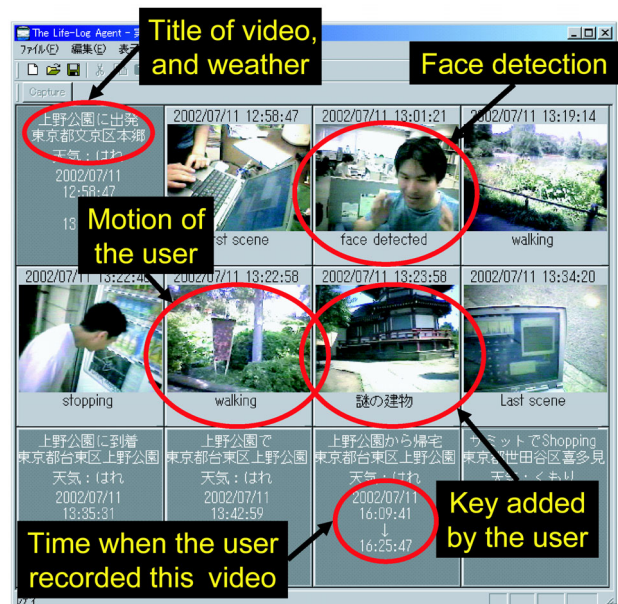 The Life-Log Agent -
Title of video,
and weather
ファイル(F) 編集(E) 表示
Face detection
Capture
上野公園に出発
東京都文京区本郷
天気：はれ
2002/07/11
12:58:47
13
2002/07/11 12:58:47
2002/07/11 13:01:21
2002/07/11 13:19:14
scene
face detected
walking
Motion of
the user
2002/07/11 13:22:58
2002/07/11 13:23:58
2002/07/11 13:34:20
stopping
walking
謎の建物
Last scene
上野公園に到着
東京都台東区上野公園
天気：はれ
2002/07/11
13:35:31
上野公園で
東京都台東区上野公園
天気：はれ
2002/07/11
13:42:59
上野公園から帰宅
東京都台東区上野公園
天気：はれ
2002/07/11
16:09:41
↓
16:25:47
サミットでShopping
東京都世田谷区喜多見
Key added
by the user
Time when the user
recorded this video